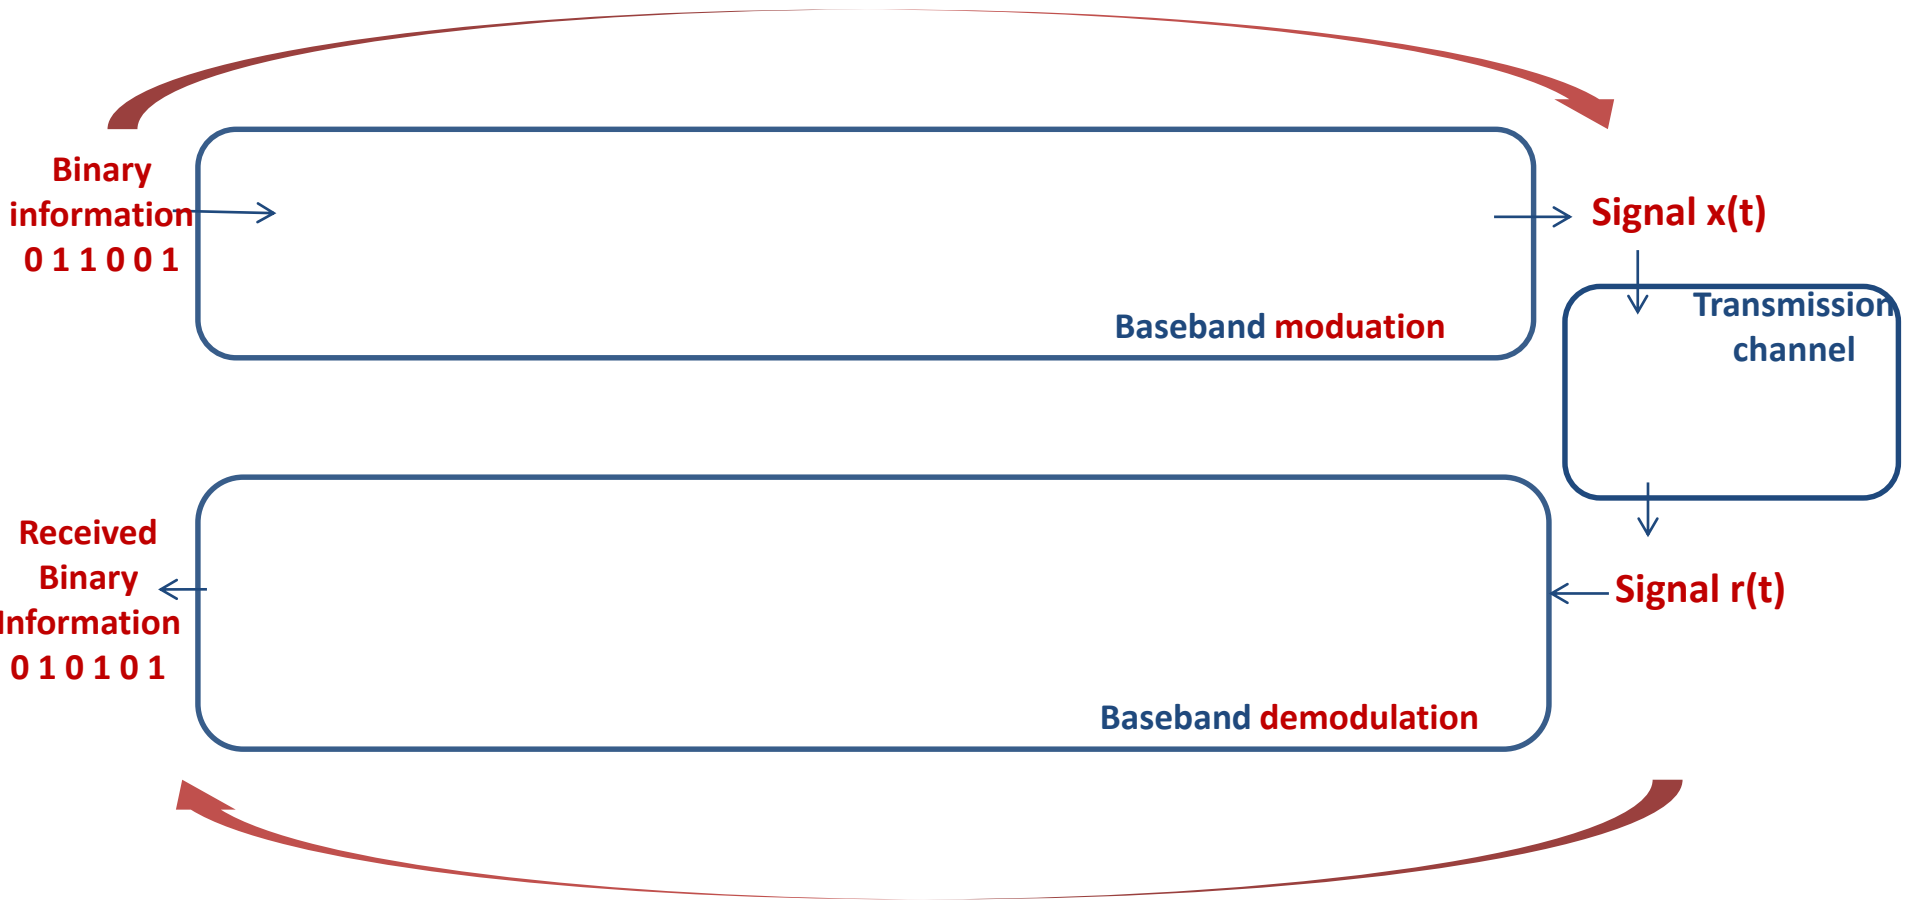 Binary
information
0 1 1 0 0 1
Signal x(t)
Baseband moduation
Transmission
channel
Received
Binary
Information
0 1 0 1 0 1
Signal r(t)
Baseband demodulation